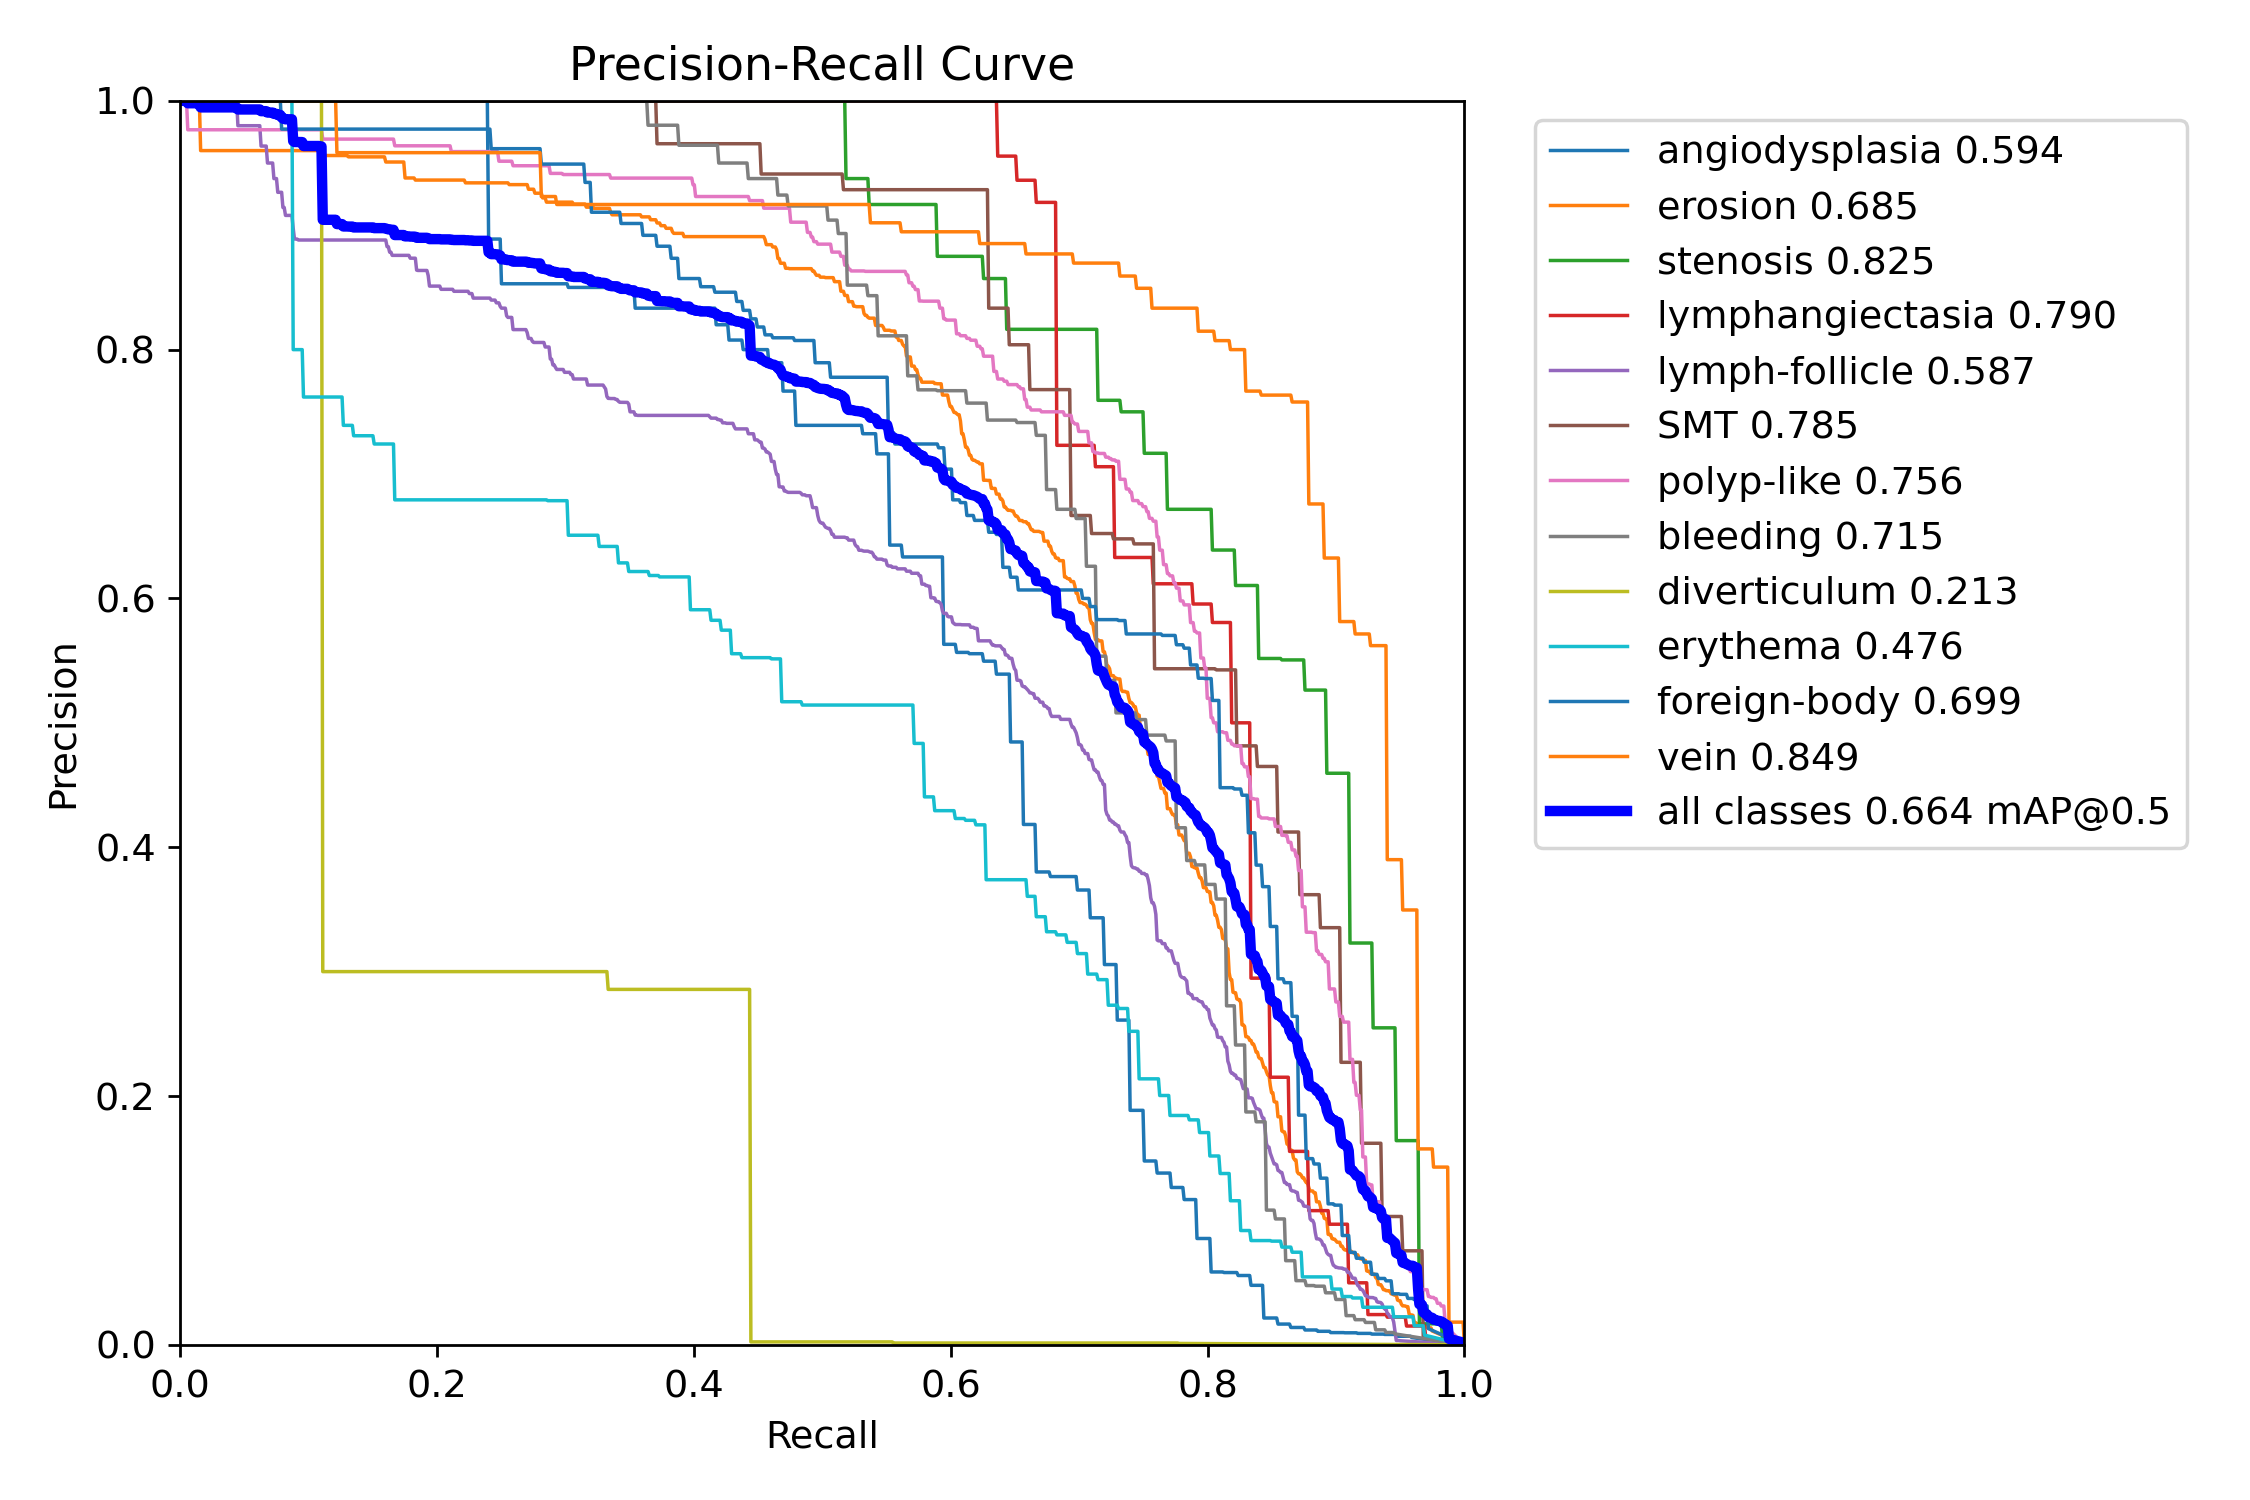 Precision-Recall Curve
1.0
0.8
0.6
0.4
0.2
0.0
Precision
0.0 0.2 0.4 0.6 0.8 1.0
Recall
angiodysplasia 0.594
erosion 0.685
stenosis 0.825
lymphangiectasia 0.790
lymph-follicle 0.587
SMT 0.785
polyp-like 0.756
bleeding 0.715
diverticulum 0.213
erythema 0.476
foreign-body 0.699
vein 0.849
all classes 0.664 mAP@0.5